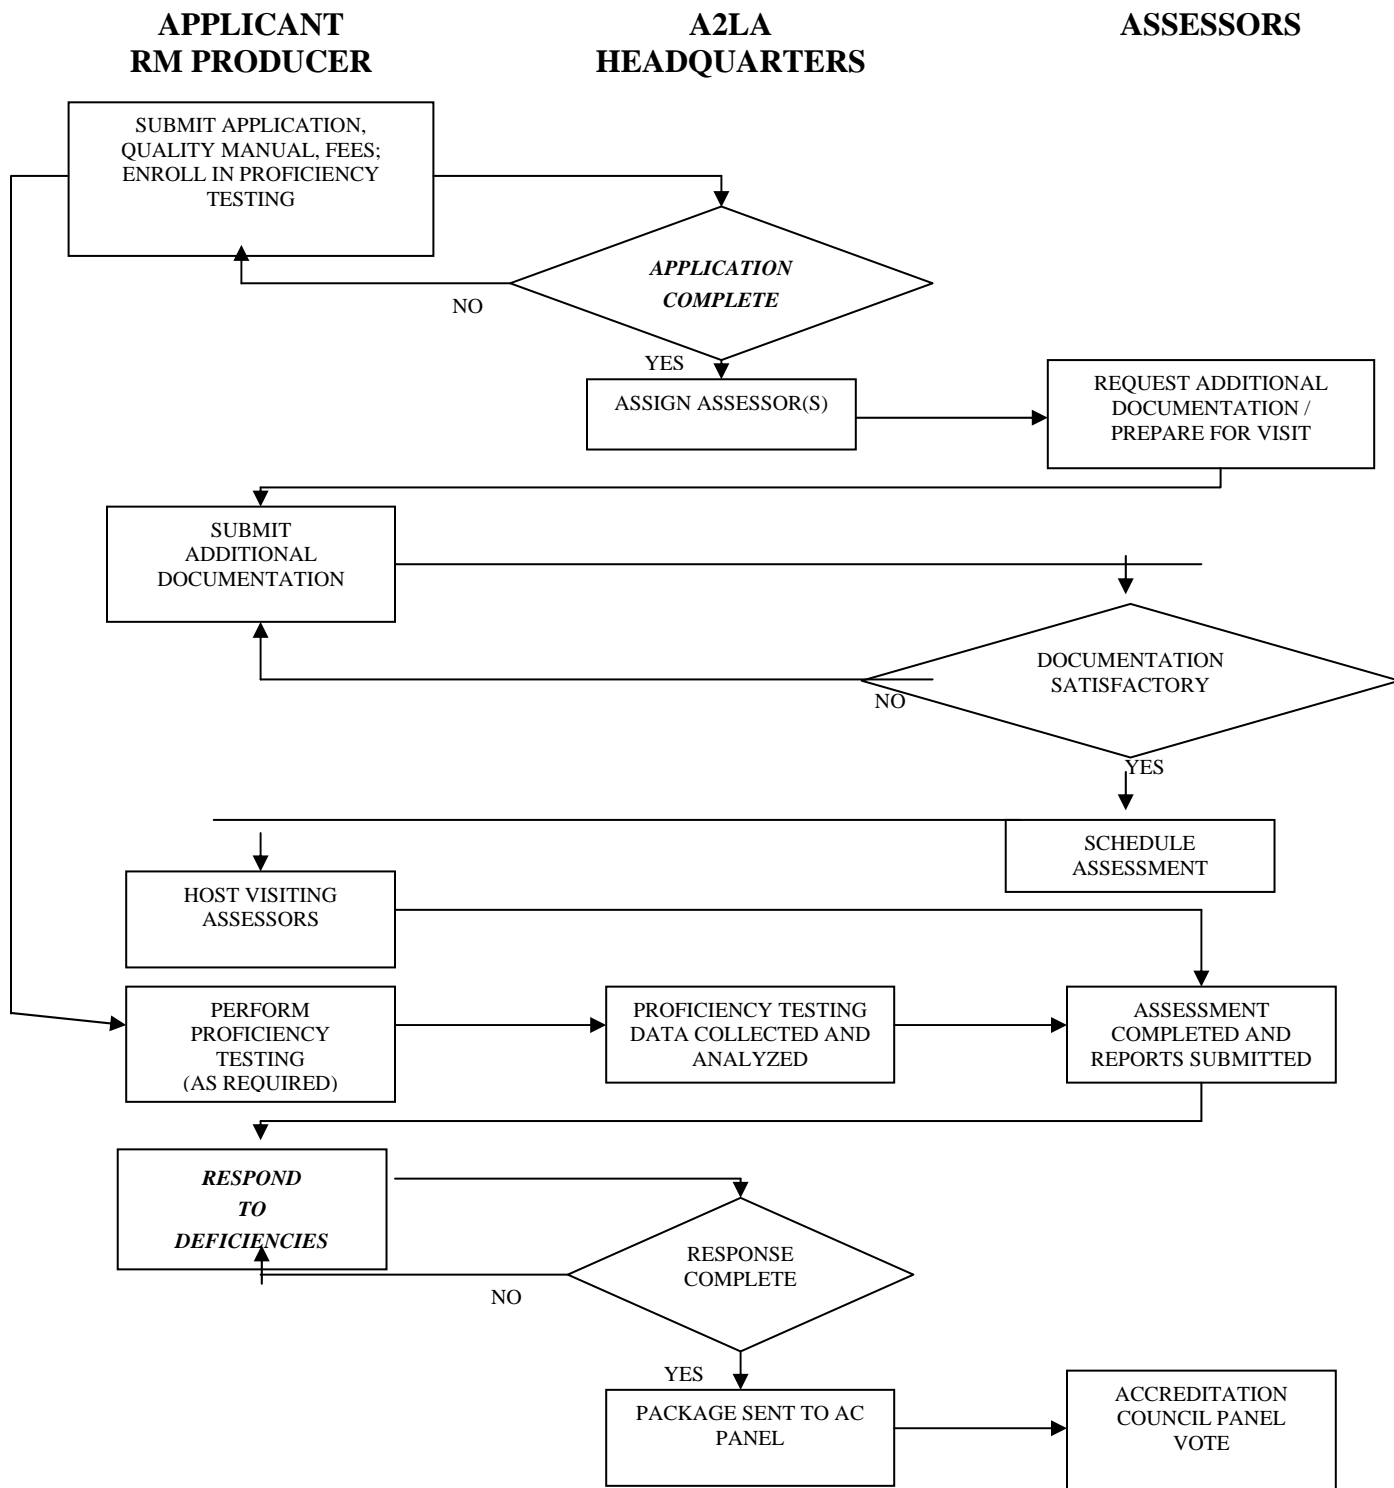 APPLICANT
RM PRODUCER
A2LA
HEADQUARTERS
ASSESSORS
SUBMIT APPLICATION,
QUALITY MANUAL, FEES;
ENROLL IN PROFICIENCY
TESTING
APPLICATION
COMPLETE
NO
YES
ASSIGN ASSESSOR(S)
REQUEST ADDITIONAL
DOCUMENTATION /
PREPARE FOR VISIT
SUBMIT
ADDITIONAL
DOCUMENTATION
DOCUMENTATION
SATISFACTORY
NO
YES
SCHEDULE
ASSESSMENT
HOST VISITING
ASSESSORS
PERFORM
PROFICIENCY
TESTING
(AS REQUIRED)
PROFICIENCY TESTING
DATA COLLECTED AND
ANALYZED
ASSESSMENT
COMPLETED AND
REPORTS SUBMITTED
RESPOND
TO
DEFICIENCIES
RESPONSE
COMPLETE
NO
YES
PACKAGE SENT TO AC
PANEL
ACCREDITATION
COUNCIL PANEL
VOTE